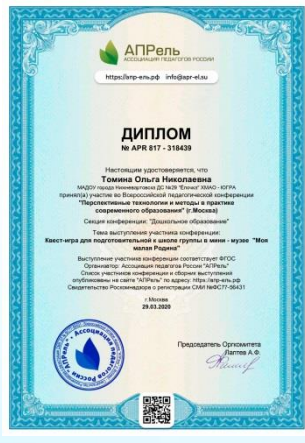 АПРель
АССОЦИАЦИЯ ПЕДАГОГОВ РОССИИ
https://апр-ель.рф info@apr-el.su
ДИПЛОМ
№ APR 817 - 318439
Настоящим удостоверяется, что
Томина Ольга Николаевна
МАДОУ города Нижневартовска ДС №29 "Ёлочка" ХМАО - ЮГРА
принял(а) участие во Всероссийской педагогической конференции
"Перспективные технологии и методы в практике
современного образования" (г.Москва)
Секция конференции: "Дошкольное образование"
Тема выступления участника конференции:
Квест-игра для подготовительной к школе группы в мини - музее "Моя
малая Родина"
Выступление участника конференции соответствует ФГОС
Организатор: Ассоциация педагогов России "АПРель"
Список участников конференции и сборник выступлений
опубликованы на сайте "АПРель" по адресу: https://апр-ель.рф
Свидетельство Роскомнадзора о регистрации СМИ №ФС77-56431
г.Москва
29.03.2020
Председатель Оргкомитета
Лаптев А.Ф.
"АПРель" Ассоциация педагогов России